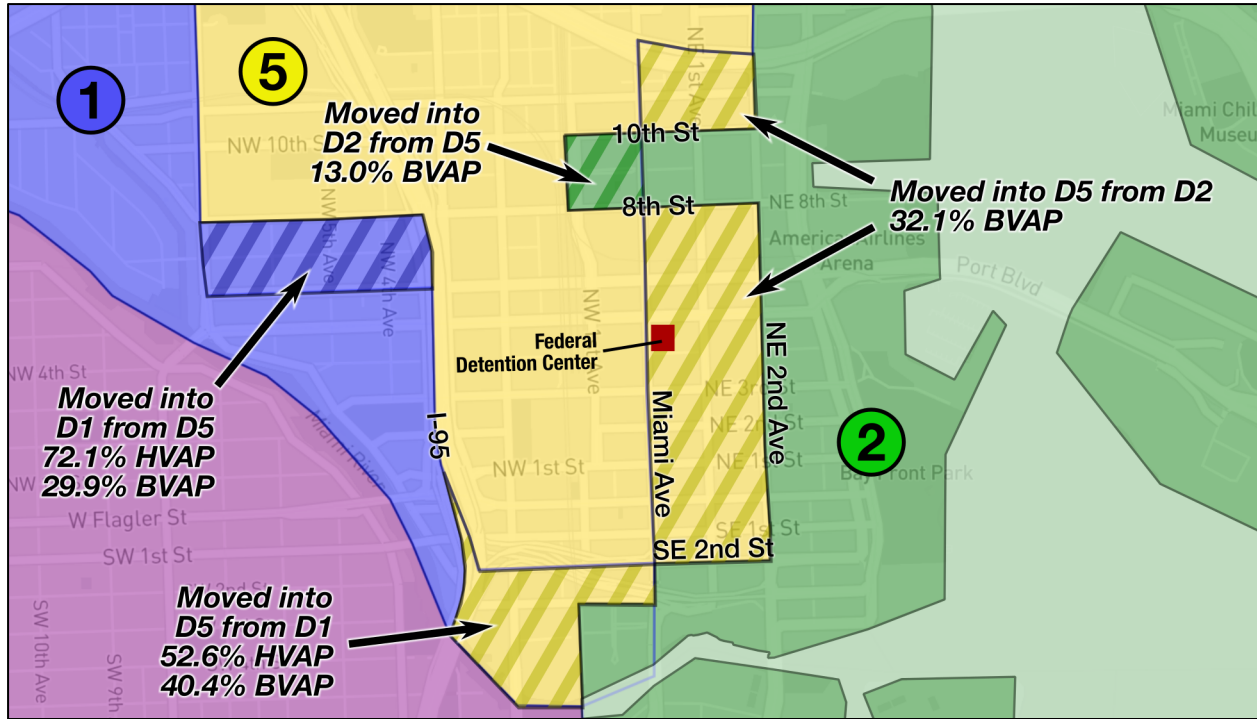 1
5
Moved into
D2 from D5
13.0% BVAP
10th St
8th St
NE 1st Ave
Moved into D5 from D2
32.1% BVAP
Miami Chil
Museu
NW 10th St
NE 8th St
American Airlines
Arena
Port Blvd
NW 5th Ave
NW 4th Ave
Federal
Detention Center
NE 2nd Ave
NW 4th St
Moved into
D1 from D5
72.1% HVAP
29.9% BVAP
Miami River
I-95
NW 1st St
Miami Ave
NE 3rd St
NE 2nd St
NE 1st St
2
Bayfront Park
SE 1st St
SE 2nd St
W Flagler St
SW 1st St
Moved into
D5 from D1
52.6% HVAP
40.4% BVAP
SW 10th Ave
SW 9th